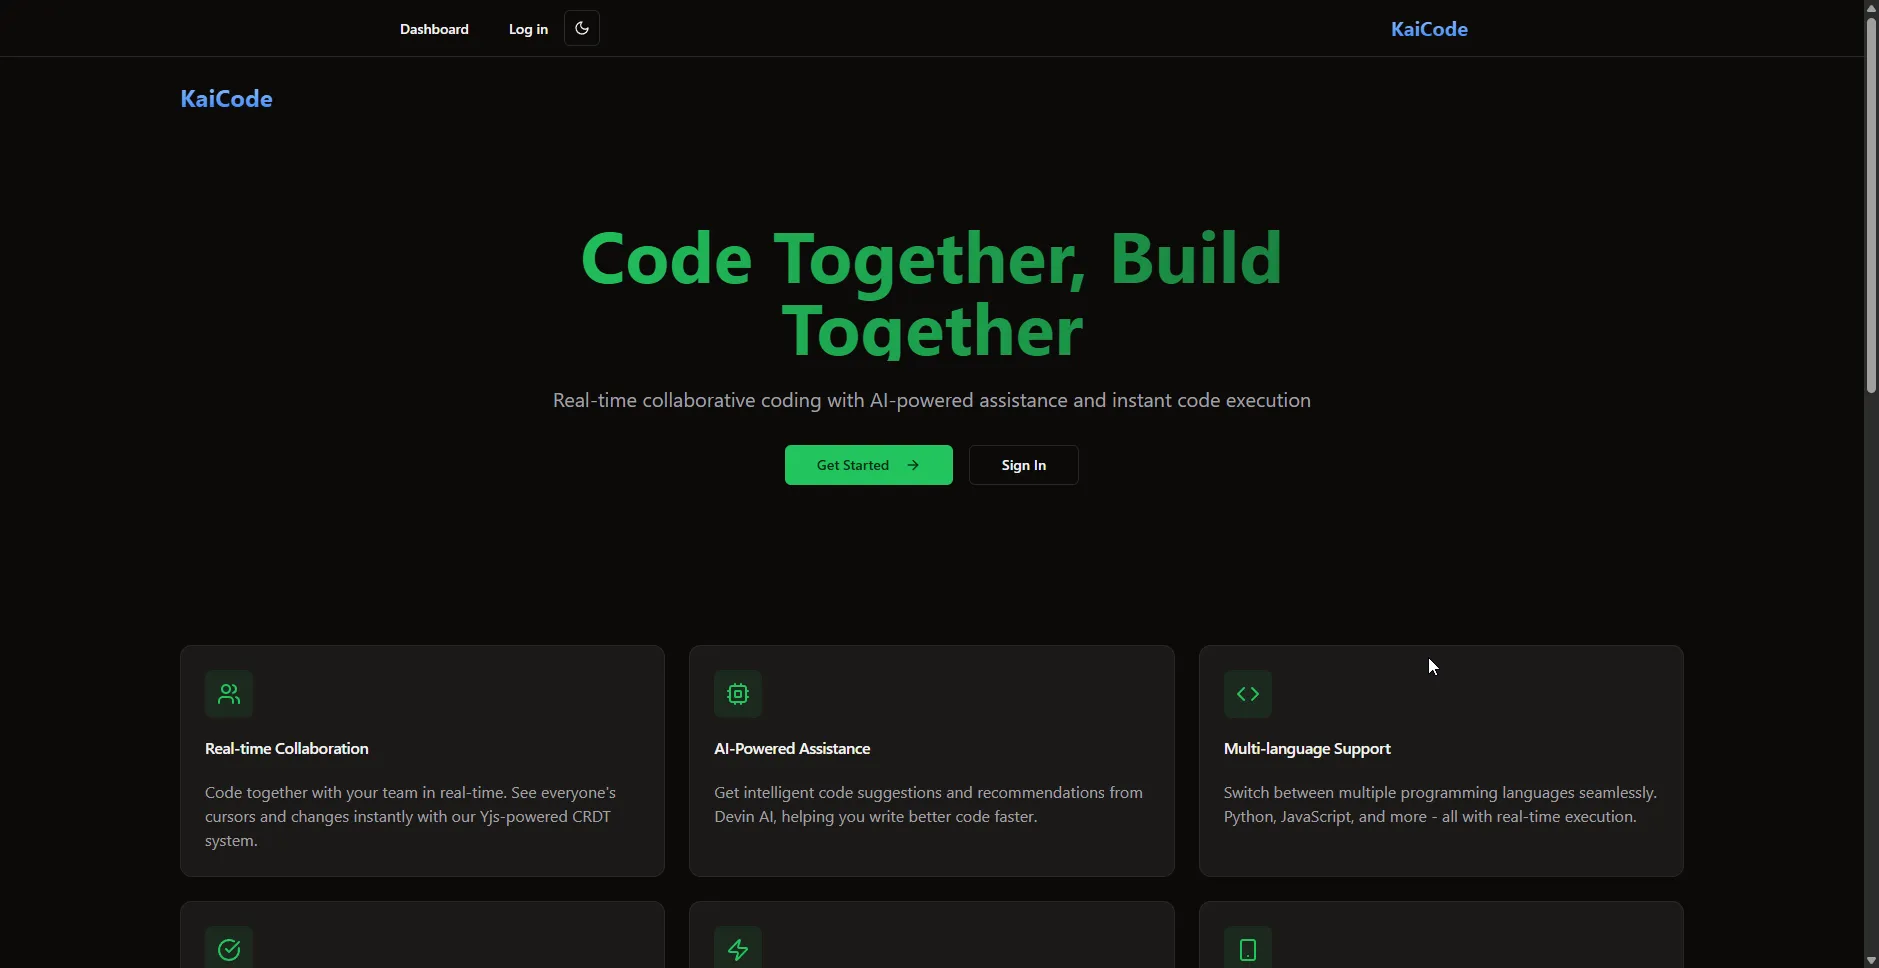 Dashboard
Log in
KaiCode
KaiCode
Code Together, Build
Together
Real-time collaborative coding with AI-powered assistance and instant code execution
Get Started
Sign In
Real-time Collaboration
Code together with your team in real-time. See everyone's
cursors and changes instantly with our Yjs-powered CRDT
system.
AI-Powered Assistance
Get intelligent code suggestions and recommendations from
Devin AI, helping you write better code faster.
Multi-language Support
Switch between multiple programming languages seamlessly.
Python, JavaScript, and more - all with real-time execution.